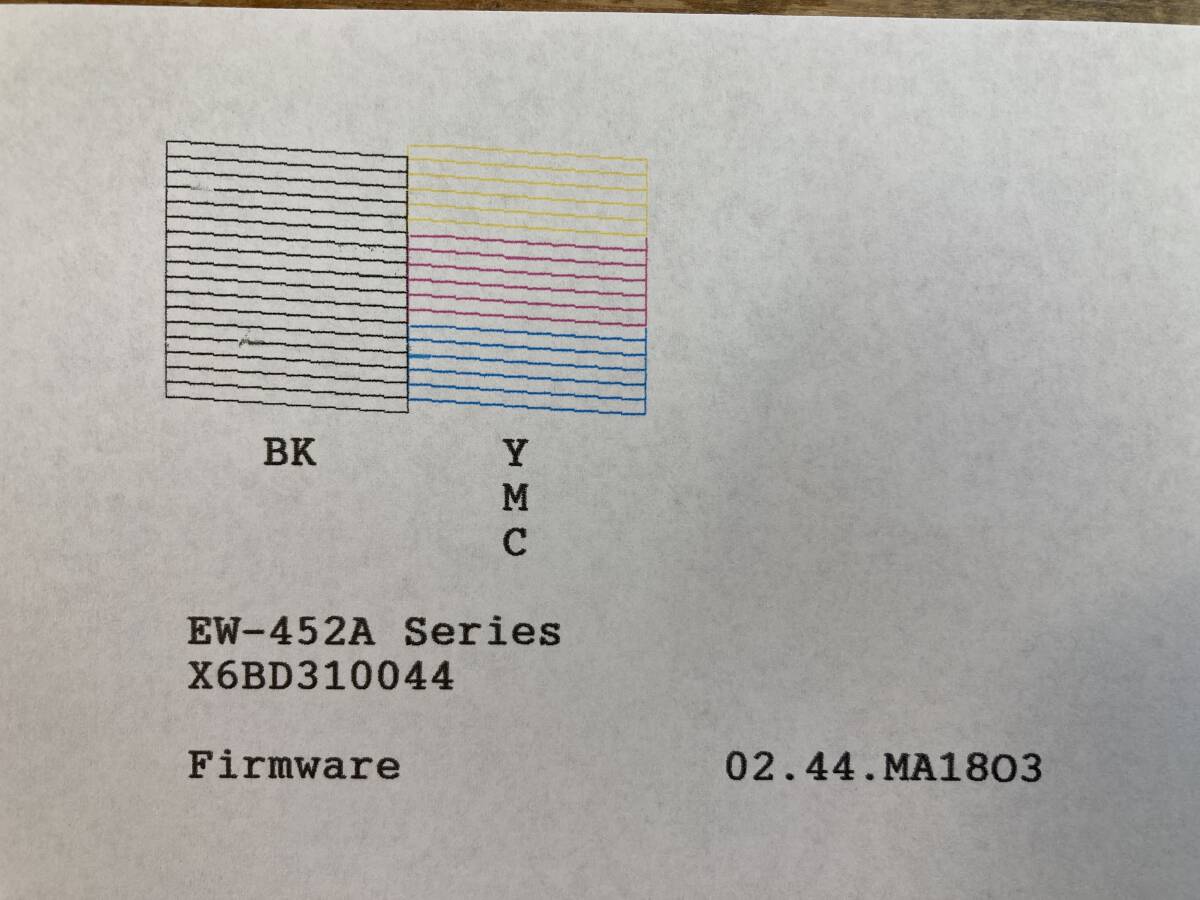 BK
Y
M
C
EW-452A Series
X6BD310044
Firmware 02.44.MA18O3